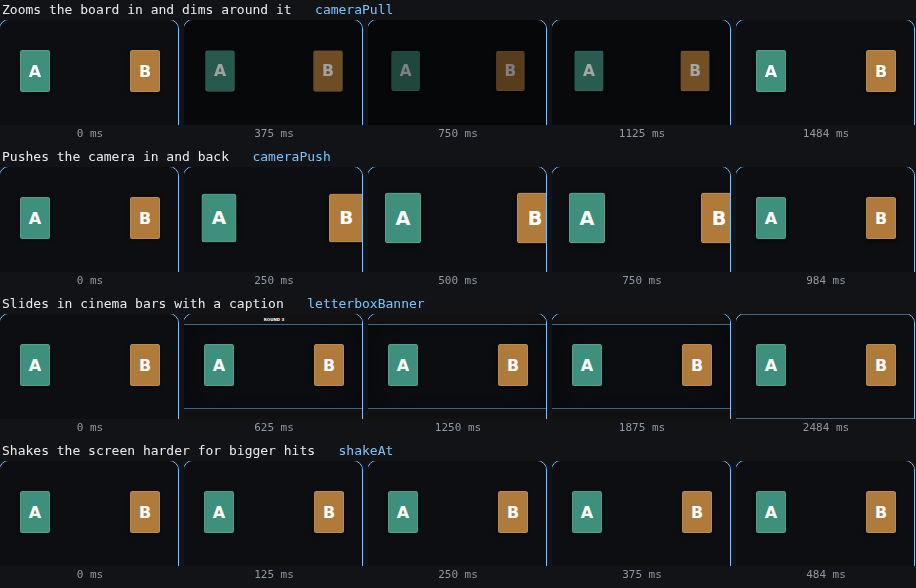 Zooms the board in and dims around it cameraPull
A B A B A B A B A B
0 ms 375 ms 750 ms 1125 ms 1484 ms
Pushes the camera in and back cameraPush
A B A B A B A B A B
0 ms 250 ms 500 ms 750 ms 984 ms
Slides in cinema bars with a caption letterboxBanner
ROUND 3
A B A B A B A B A B
0 ms 625 ms 1250 ms 1875 ms 2484 ms
Shakes the screen harder for bigger hits shakeAt
A B A B A B A B A B
0 ms 125 ms 250 ms 375 ms 484 ms